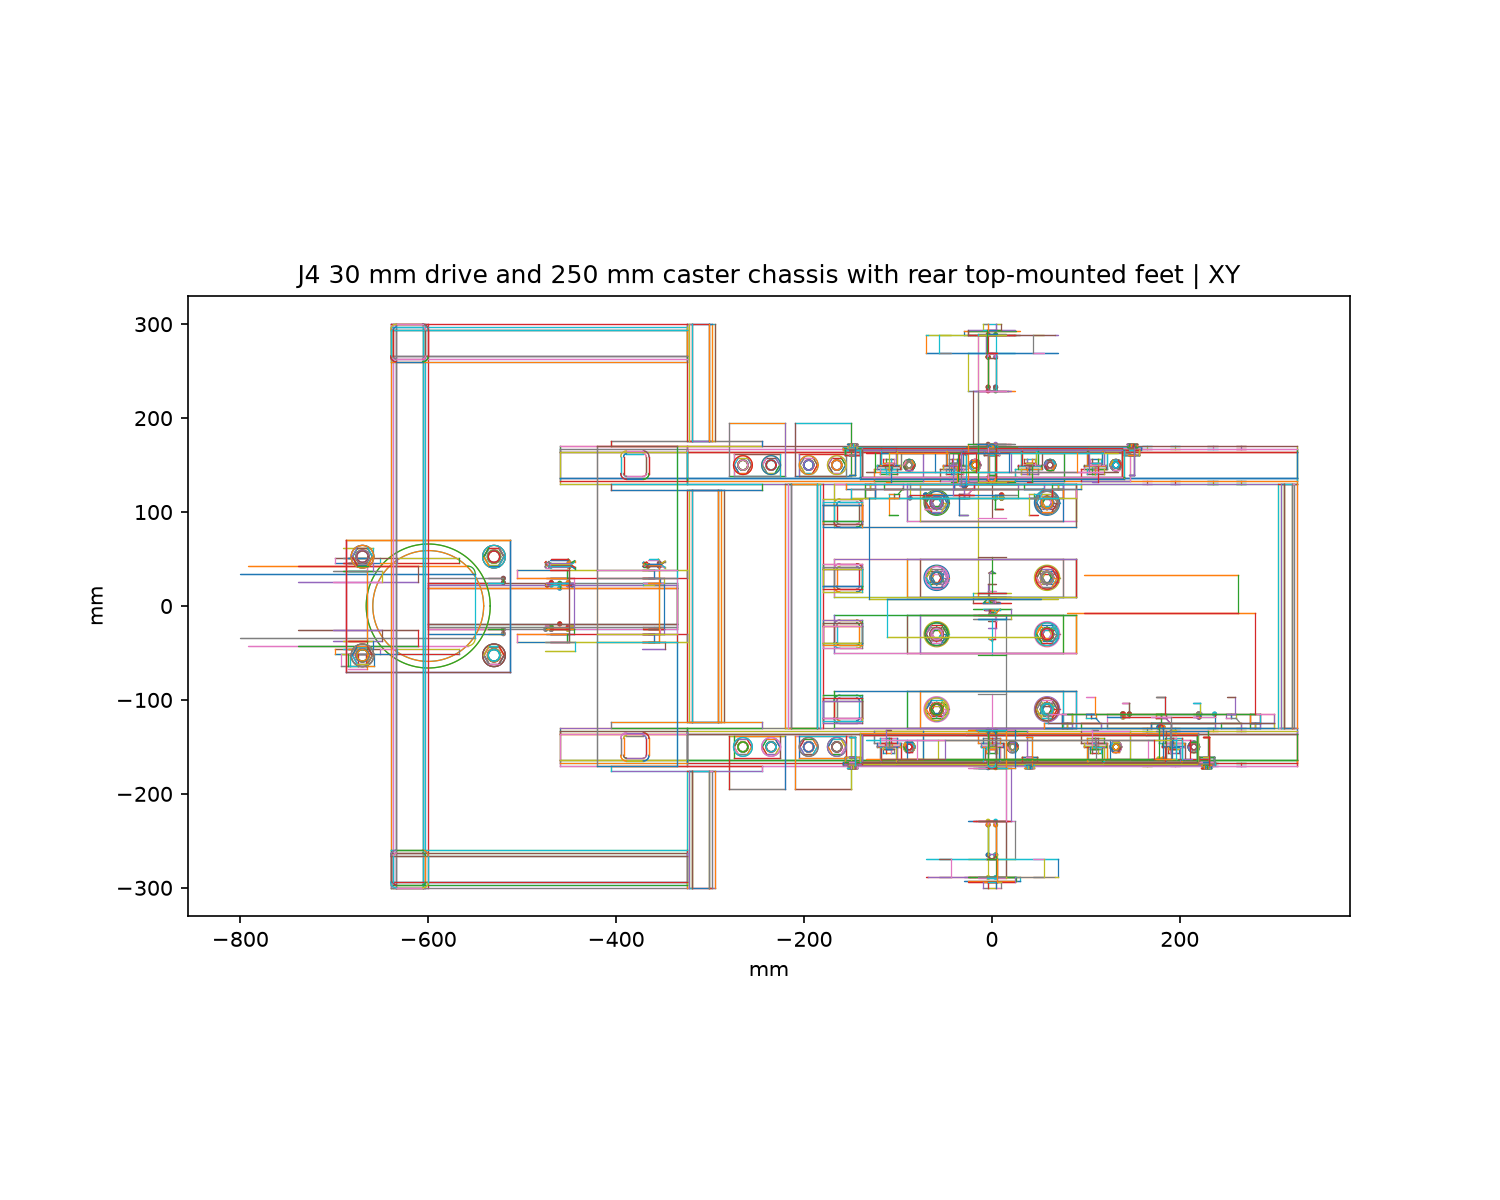 J4 30 mm drive and 250 mm caster chassis with rear top-mounted feet | XY
mm
300
200
100
0
−100
−200
−300
−800 −600 −400 −200 0 200
mm